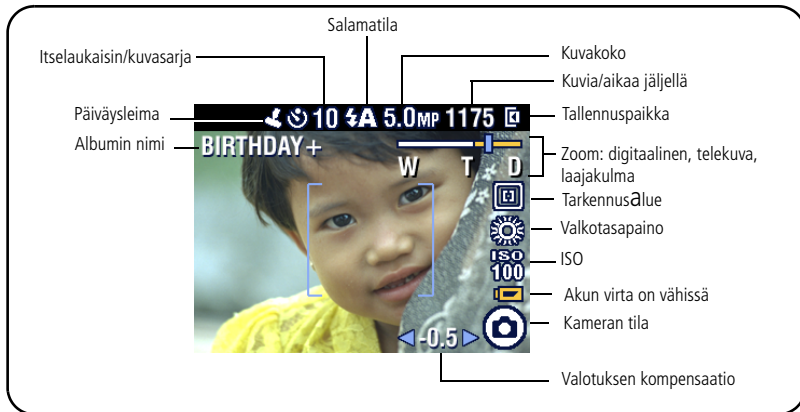 Salamatila
Itselaukaisin/kuvasarja
Kuvakoko
Kuvia/aikaa jäljellä
Päiväysleima
10 A 5.0MP 1175
Tallennuspaikka
Albumin nimi
BIRTHDAY+
W T D
Zoom: digitaalinen, telekuva,
laajakulma
Tarkennusalue
Valkotasapaino
ISO
100
ISO
Akun virta on vähissä
Kameran tila
-0.5
Valotuksen kompensaatio